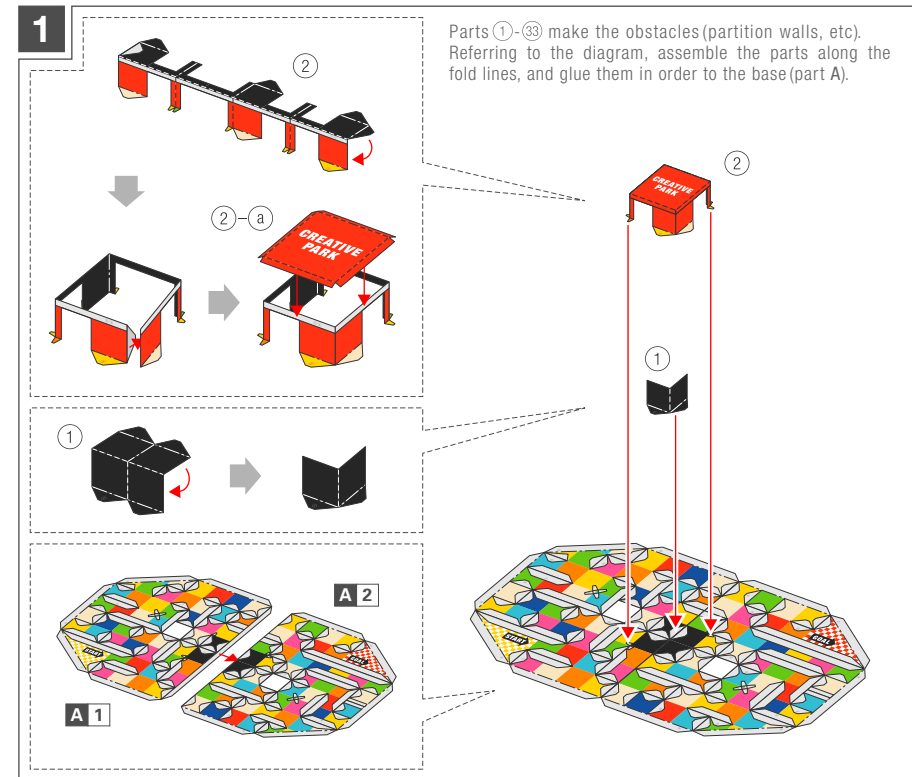 1
Parts ①-㉝ make the obstacles (partition walls, etc).
Referring to the diagram, assemble the parts along the
fold lines, and glue them in order to the base (part A).
②
②-ⓐ
CREATIVE
PARK
②
CREATIVE
PARK
①
①
A 2
A 1
START
GOAL
START
GOAL